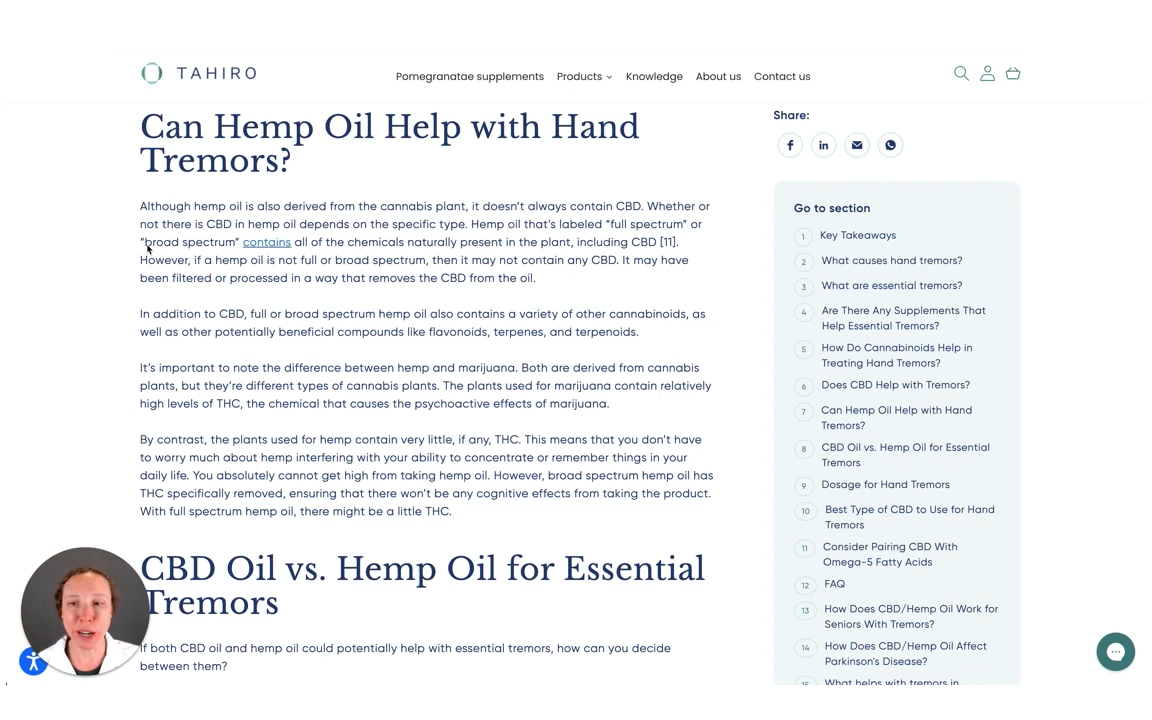 TAHIRO
Pomegranatae supplements Products Knowledge About us Contact us
Can Hemp Oil Help with Hand
Tremors?
Although hemp oil is also derived from the cannabis plant, it doesn't always contain CBD. Whether or
not there is CBD in hemp oil depends on the specific type. Hemp oil that's labeled “full spectrum” or
“broad spectrum” contains all of the chemicals naturally present in the plant, including CBD [11].
However, if a hemp oil is not full or broad spectrum, then it may not contain any CBD. It may have
been filtered or processed in a way that removes the CBD from the oil.
In addition to CBD, full or broad spectrum hemp oil also contains a variety of other cannabinoids, as
well as other potentially beneficial compounds like flavonoids, terpenes, and terpenoids.
It's important to note the difference between hemp and marijuana. Both are derived from cannabis
plants, but they're different types of cannabis plants. The plants used for marijuana contain relatively
high levels of THC, the chemical that causes the psychoactive effects of marijuana.
By contrast, the plants used for hemp contain very little, if any, THC. This means that you don't have
to worry much about hemp interfering with your ability to concentrate or remember things in your
daily life. You absolutely cannot get high from taking hemp oil. However, broad spectrum hemp oil has
THC specifically removed, ensuring that there won't be any cognitive effects from taking the product.
With full spectrum hemp oil, there might be a little THC.
CBD Oil vs. Hemp Oil for Essential
Tremors
If both CBD oil and hemp oil could potentially help with essential tremors, how can you decide
between them?
Share:
Go to section
1 Key Takeaways
2 What causes hand tremors?
3 What are essential tremors?
4 Are There Any Supplements That
Help Essential Tremors?
5 How Do Cannabinoids Help in
Treating Hand Tremors?
6 Does CBD Help with Tremors?
7 Can Hemp Oil Help with Hand
Tremors?
8 CBD Oil vs. Hemp Oil for Essential
Tremors
9 Dosage for Hand Tremors
10 Best Type of CBD to Use for Hand
Tremors
11 Consider Pairing CBD With
Omega-5 Fatty Acids
12 FAQ
13 How Does CBD/Hemp Oil Work for
Seniors With Tremors?
14 How Does CBD/Hemp Oil Affect
Parkinson's Disease?
15 What helps with tremors in